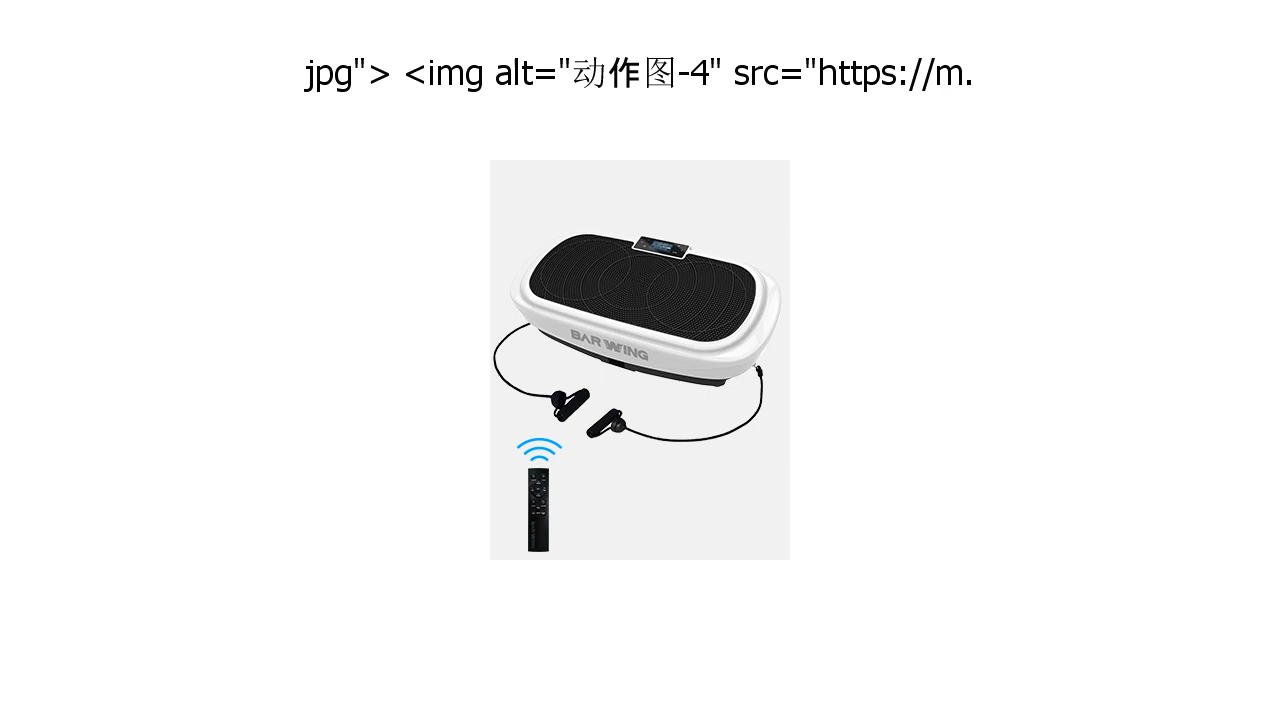 jpg"> <img alt="动作图-4" src="https://m.
BAR WING